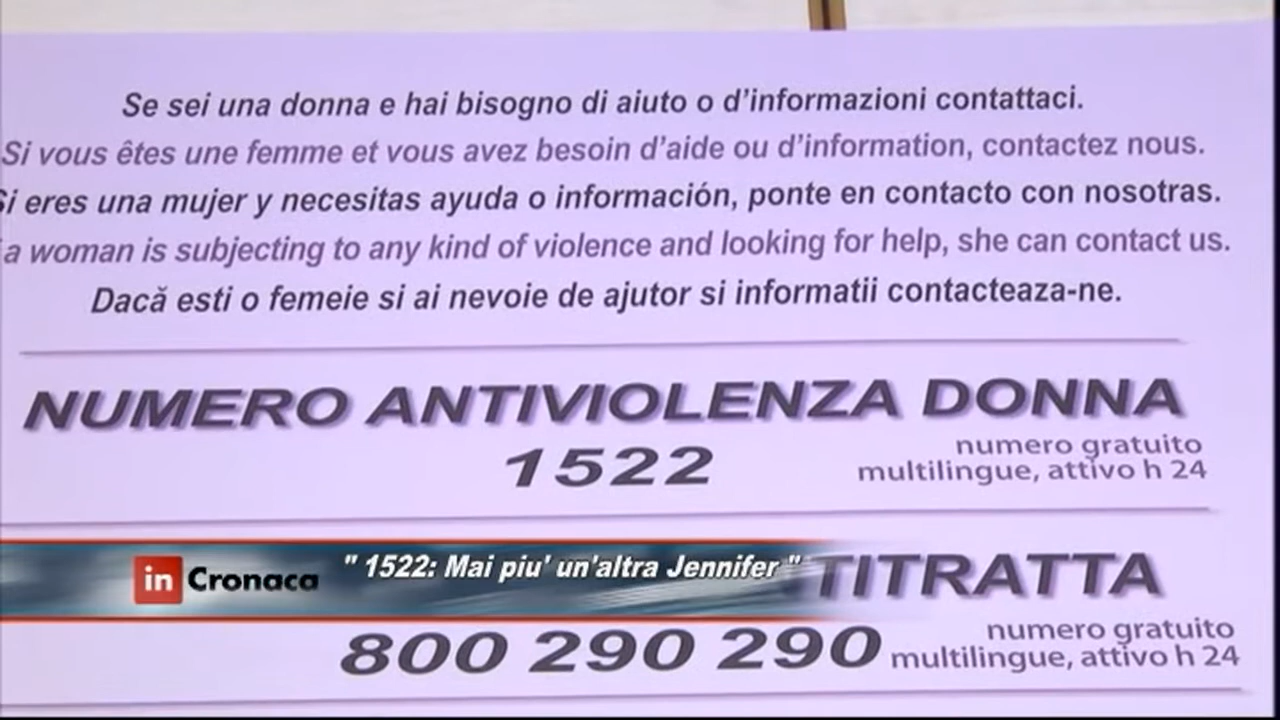 Se sei una donna e hai bisogno di aiuto o d'informazioni contattaci.
Si vous êtes une femme et vous avez besoin d'aide ou d'information, contactez nous.
Si eres una mujer y necesitas ayuda o información, ponte en contacto con nosotras.
a woman is subjecting to any kind of violence and looking for help, she can contact us.
Dacă esti o femeie si ai nevoie de ajutor si informatii contacteaza-ne.
NUMERO ANTIVIOLENZA DONNA
1522
numero gratuito
multilingue, attivo h 24
in Cronaca
" 1522: Mai piu' un'altra Jennifer "
TITRATTA
800 290 290
numero gratuito
multilingue, attivo h 24